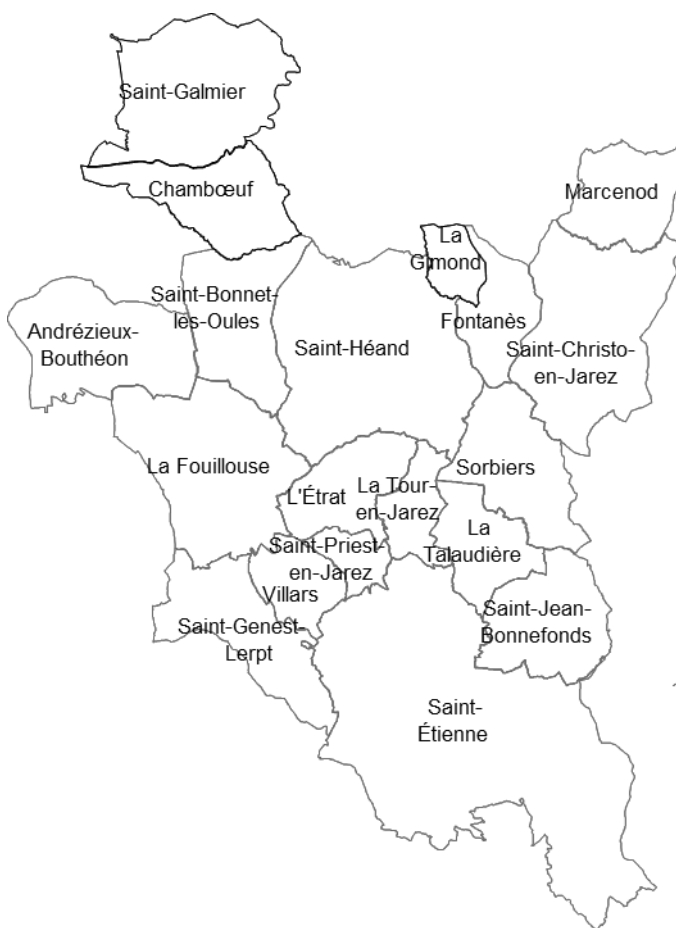 Saint-Galmier
Chambœuf
Marcenod
La
Gimond
Saint-Bonnet-
les-Oules
Andrézieux-
Bouthéon
Fontanès
Saint-Héand
Saint-Christo-
en-Jarez
La Fouillouse
Sorbiers
L'Étrat
La Tour-
en-Jarez
La
Talaudière
Saint-Priest-
en-Jarez
Villars
Saint-Jean-
Bonnefonds
Saint-Genest-
Lerpt
Saint-
Étienne